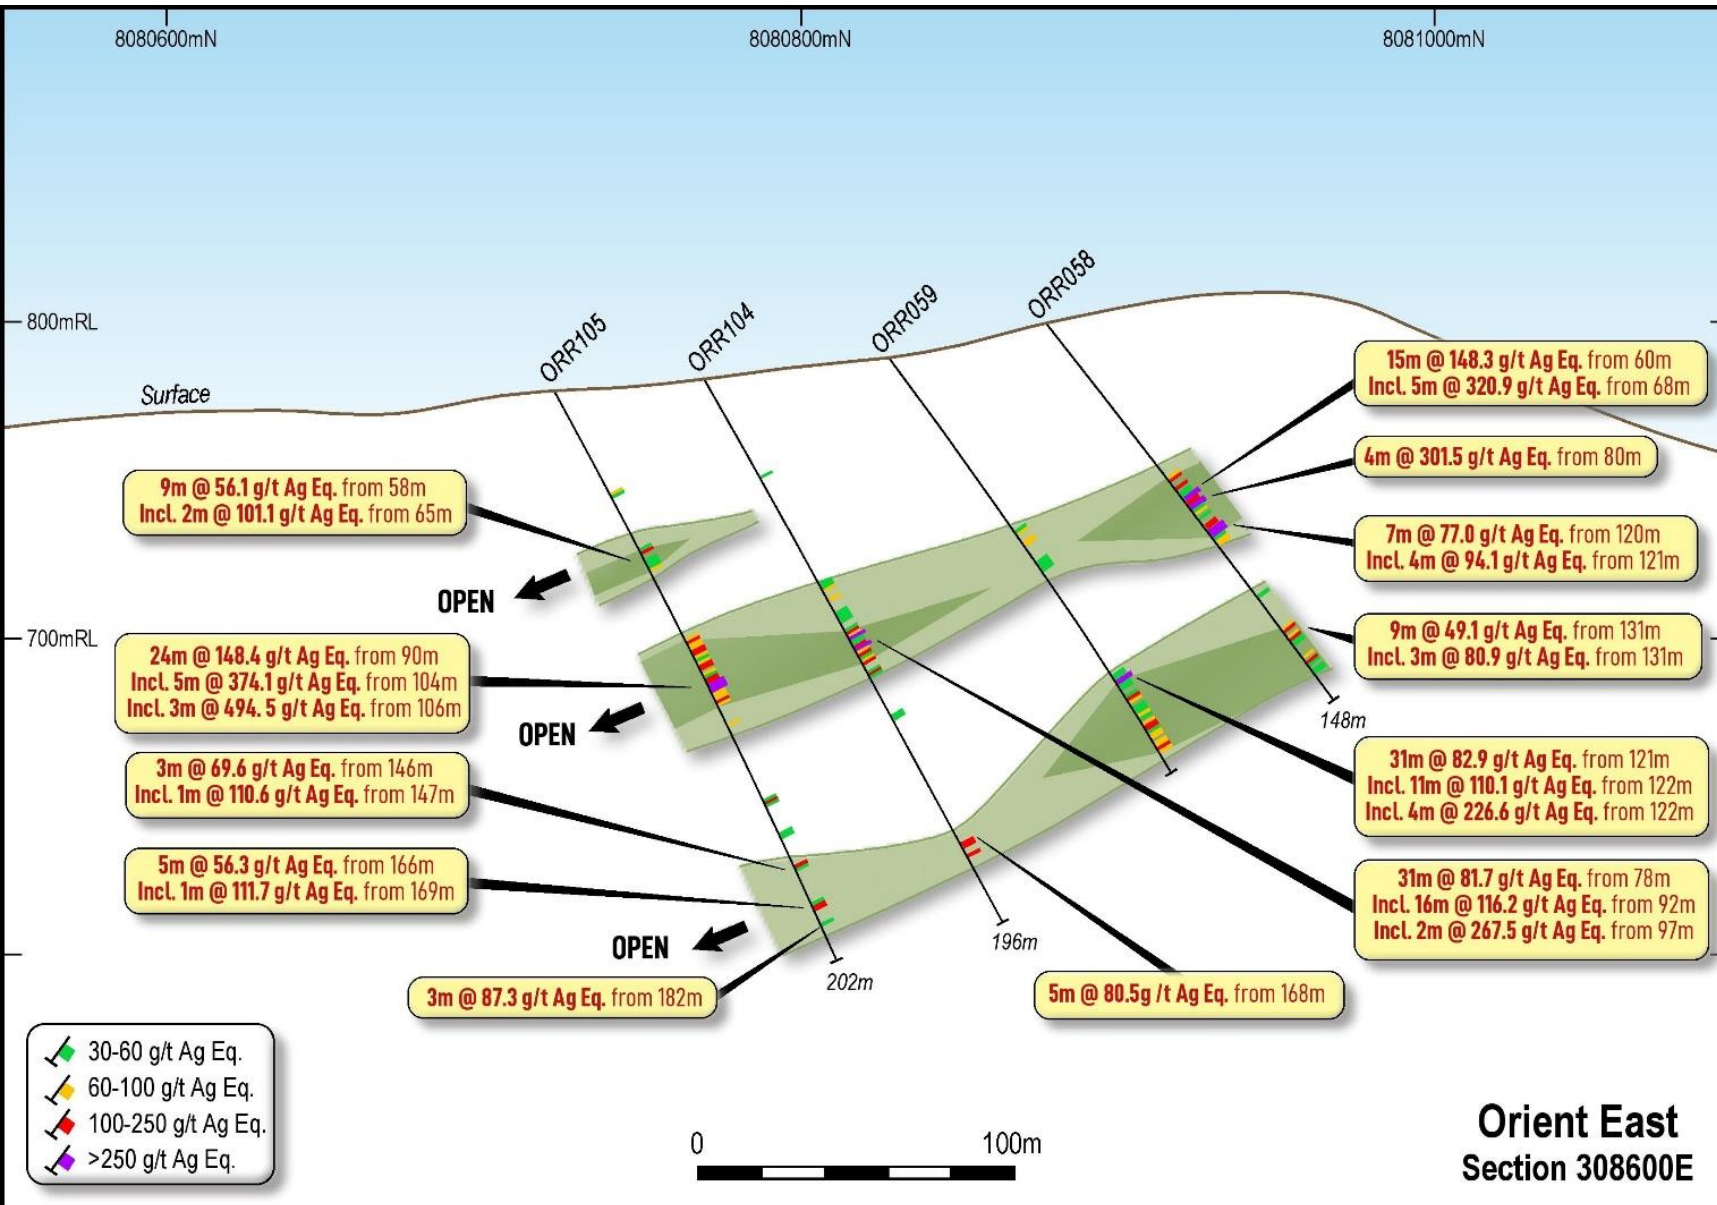 8080600mN
8080800mN
8081000mN
800mRL
700mRL
Surface
ORR105
ORR104
ORR059
ORR058
9m @ 56.1 g/t Ag Eq. from 58m
Incl. 2m @ 101.1 g/t Ag Eq. from 65m
OPEN
24m @ 148.4 g/t Ag Eq. from 90m
Incl. 5m @ 374.1 g/t Ag Eq. from 104m
Incl. 3m @ 494.5 g/t Ag Eq. from 106m
OPEN
3m @ 69.6 g/t Ag Eq. from 146m
Incl. 1m @ 110.6 g/t Ag Eq. from 147m
5m @ 56.3 g/t Ag Eq. from 166m
Incl. 1m @ 111.7 g/t Ag Eq. from 169m
OPEN
3m @ 87.3 g/t Ag Eq. from 182m
202m
196m
148m
15m @ 148.3 g/t Ag Eq. from 60m
Incl. 5m @ 320.9 g/t Ag Eq. from 68m
4m @ 301.5 g/t Ag Eq. from 80m
7m @ 77.0 g/t Ag Eq. from 120m
Incl. 4m @ 94.1 g/t Ag Eq. from 121m
9m @ 49.1 g/t Ag Eq. from 131m
Incl. 3m @ 80.9 g/t Ag Eq. from 131m
31m @ 82.9 g/t Ag Eq. from 121m
Incl. 11m @ 110.1 g/t Ag Eq. from 122m
Incl. 4m @ 226.6 g/t Ag Eq. from 122m
31m @ 81.7 g/t Ag Eq. from 78m
Incl. 16m @ 116.2 g/t Ag Eq. from 92m
Incl. 2m @ 267.5 g/t Ag Eq. from 97m
5m @ 80.5g /t Ag Eq. from 168m
30-60 g/t Ag Eq.
60-100 g/t Ag Eq.
100-250 g/t Ag Eq.
>250 g/t Ag Eq.
0
100m
Orient East
Section 308600E